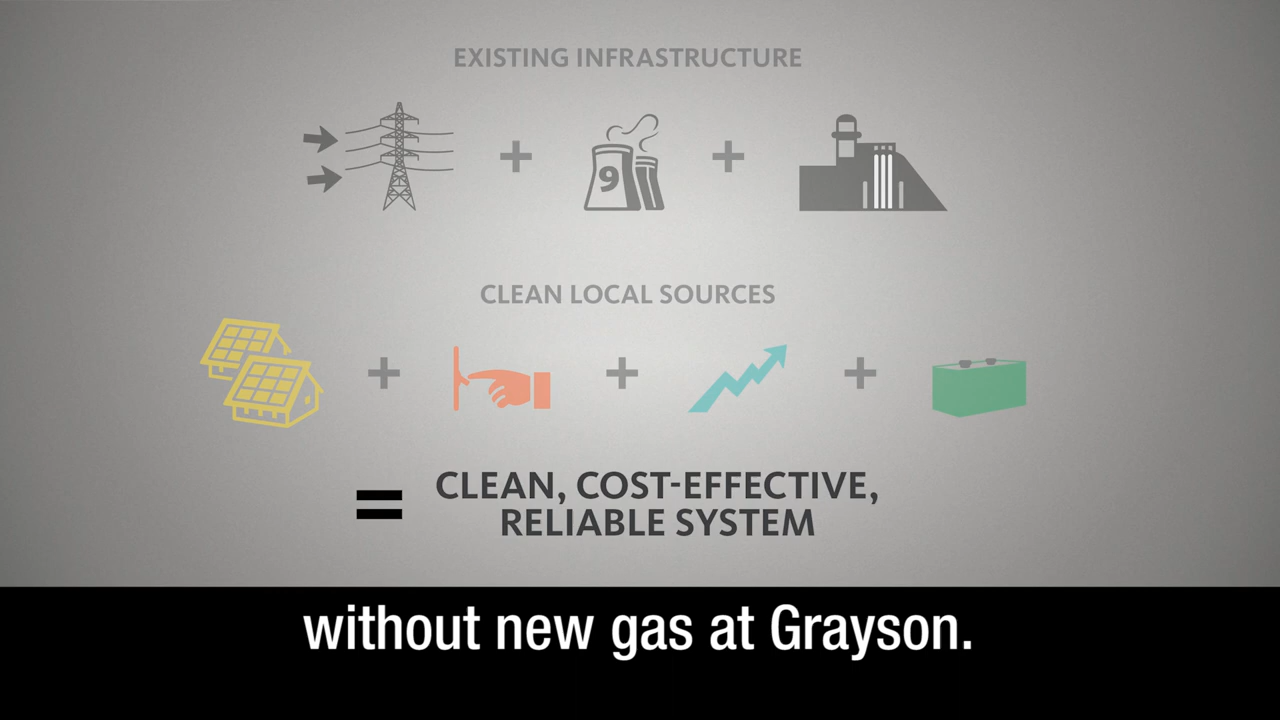 EXISTING INFRASTRUCTURE
+ 9 +
CLEAN LOCAL SOURCES
+ + +
= CLEAN, COST-EFFECTIVE,
RELIABLE SYSTEM
without new gas at Grayson.